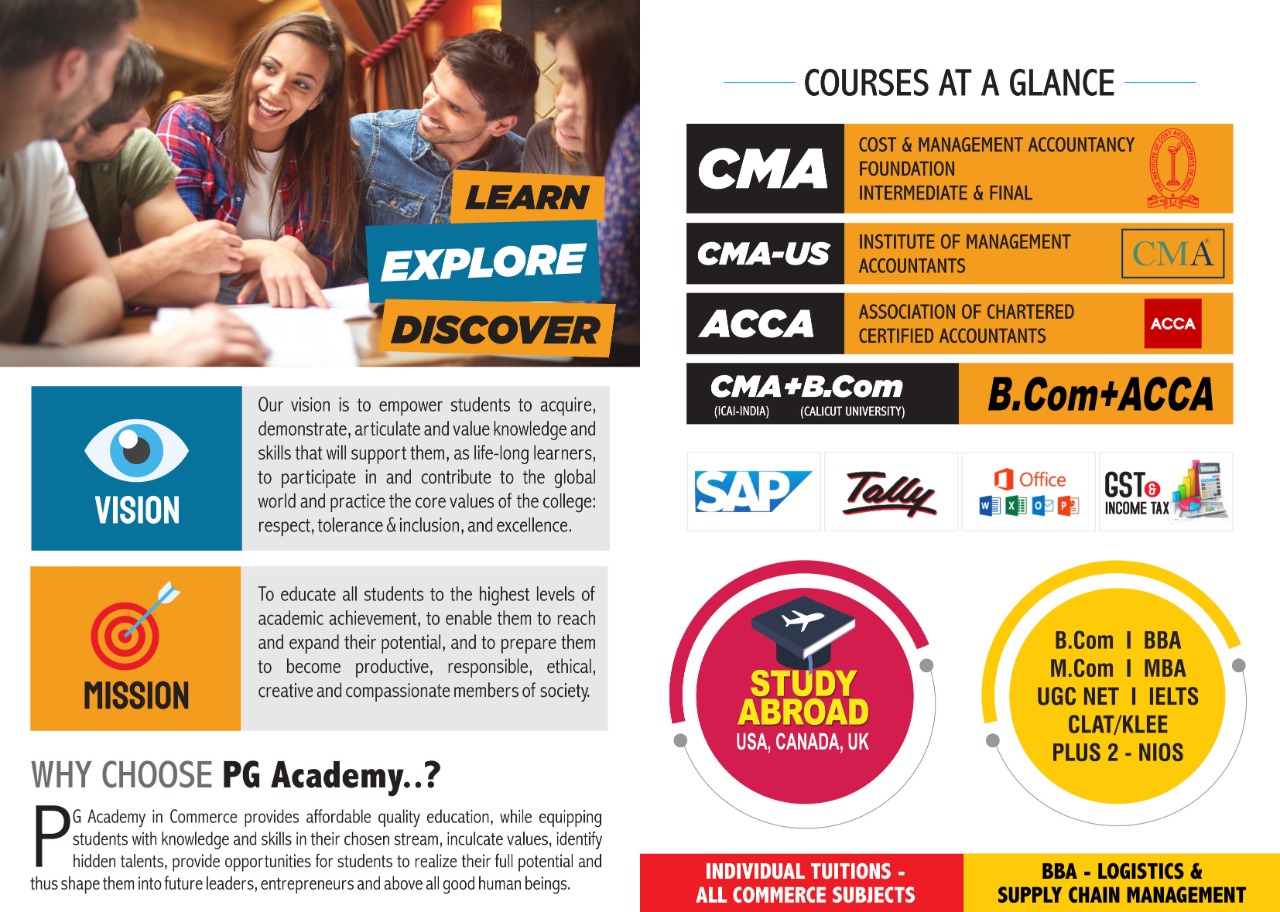 LEARN
EXPLORE
DISCOVER
VISION
Our vision is to empower students to acquire,
demonstrate, articulate and value knowledge and
skills that will support them, as life-long learners,
to participate in and contribute to the global
world and practice the core values of the college:
respect, tolerance & inclusion, and excellence.
MISSION
To educate all students to the highest levels of
academic achievement, to enable them to reach
and expand their potential, and to prepare them
to become productive, responsible, ethical,
creative and compassionate members of society.
WHY CHOOSE PG Academy..?
PG Academy in Commerce provides affordable quality education, while equipping
students with knowledge and skills in their chosen stream, inculcate values, identify
hidden talents, provide opportunities for students to realize their full potential and
thus shape them into future leaders, entrepreneurs and above all good human beings.
COURSES AT A GLANCE
CMA
COST & MANAGEMENT ACCOUNTANCY
FOUNDATION
INTERMEDIATE & FINAL
CMA-US
INSTITUTE OF MANAGEMENT
ACCOUNTANTS
CMA®
ACCA
ASSOCIATION OF CHARTERED
CERTIFIED ACCOUNTANTS
ACCA
CMA+B.Com
(ICAI-INDIA) (CALICUT UNIVERSITY)
B.Com+ACCA
SAP
Tally
Office
GST&
INCOME TAX
STUDY
ABROAD
USA, CANADA, UK
B.Com I BBA
M.Com I MBA
UGC NET I IELTS
CLAT/KLEE
PLUS 2 - NIOS
INDIVIDUAL TUITIONS -
ALL COMMERCE SUBJECTS
BBA - LOGISTICS &
SUPPLY CHAIN MANAGEMENT